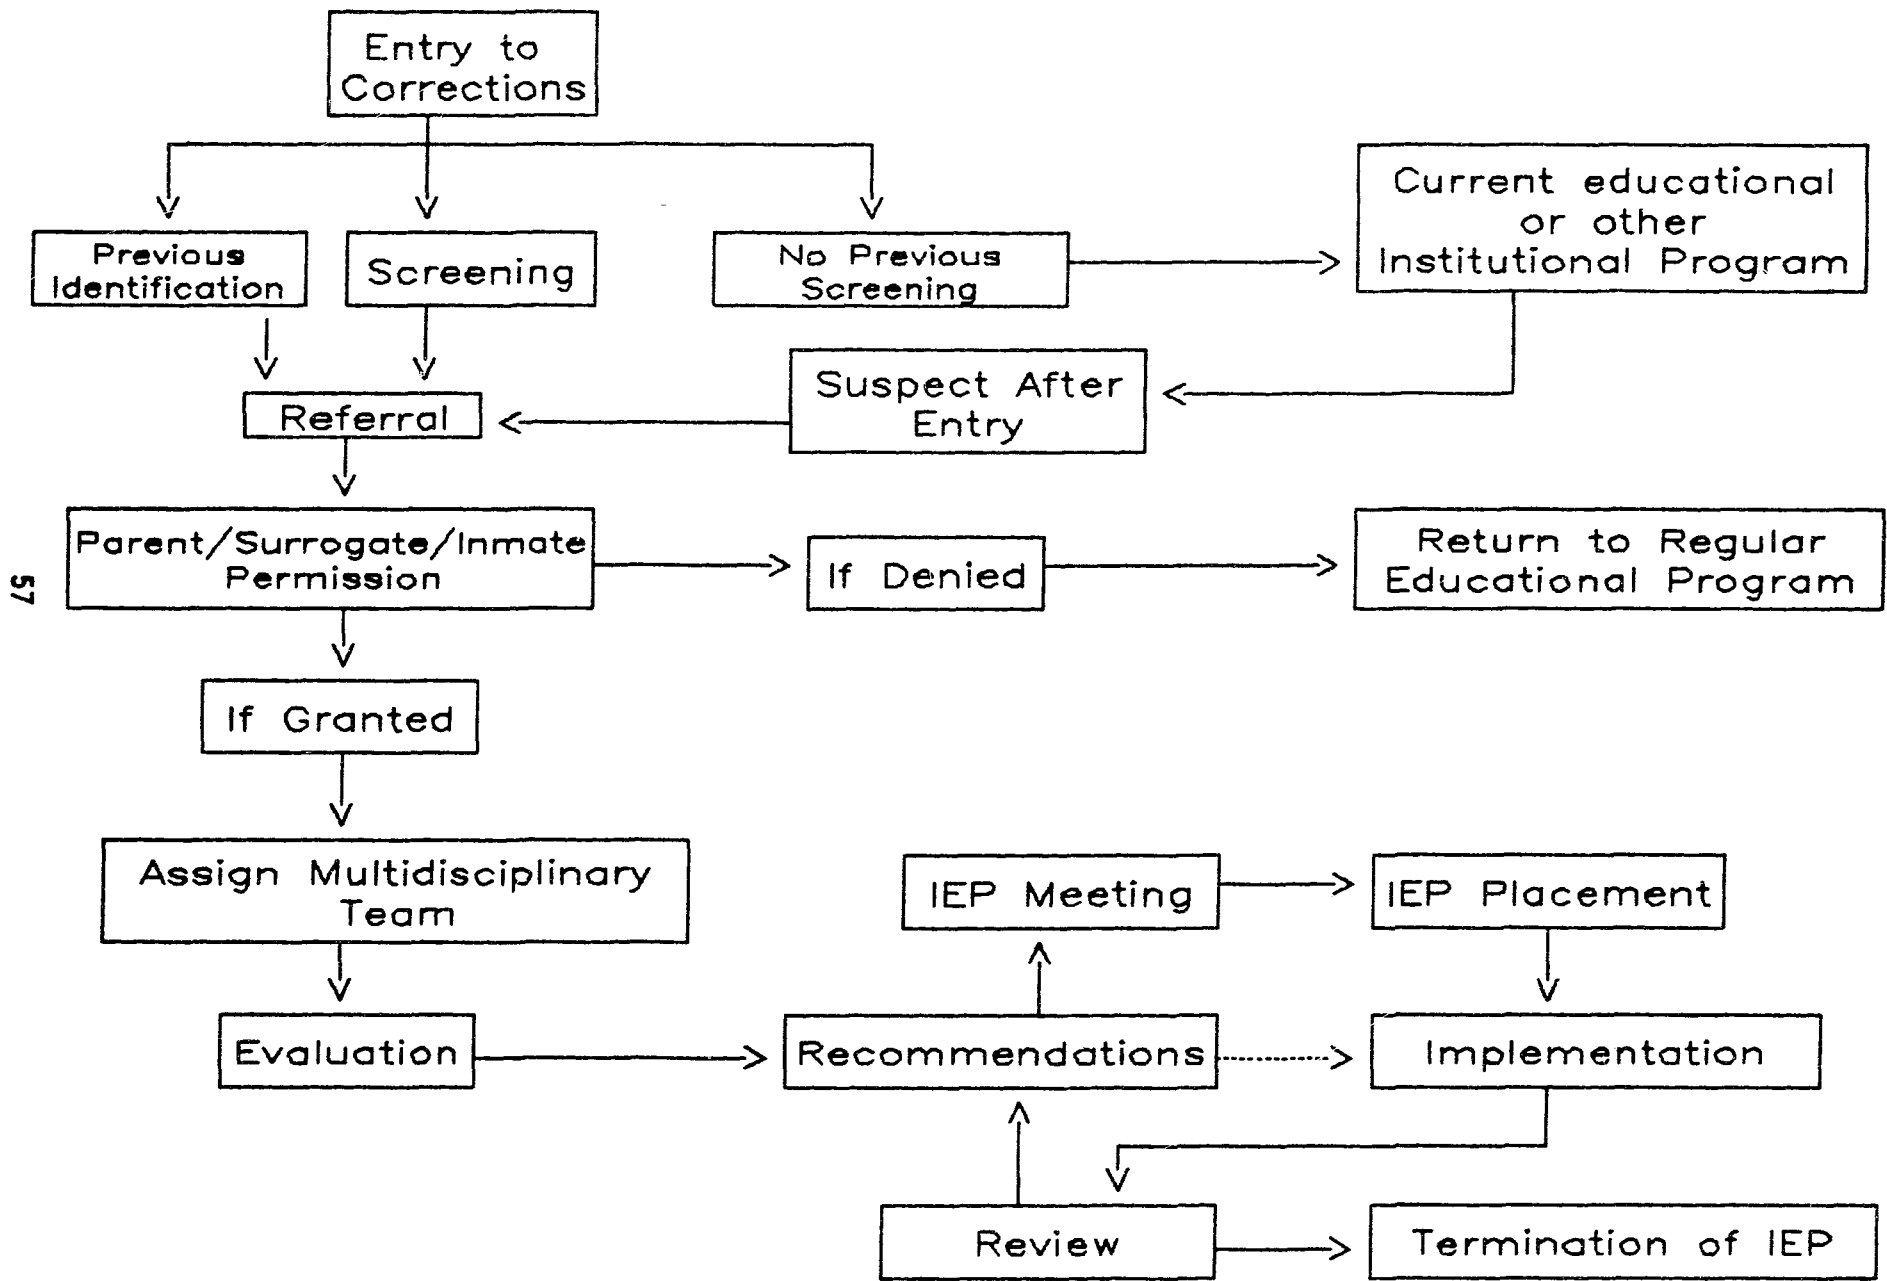 Entry to
Corrections
Previous
Identification
Screening
No Previous
Screening
Current educational
or other
Institutional Program
Suspect After
Entry
Referral
Parent/Surrogate/Inmate
Permission
If Denied
Return to Regular
Educational Program
57
If Granted
Assign Multidisciplinary
Team
IEP Meeting
IEP Placement
Evaluation
Recommendations
Implementation
Review
Termination of IEP